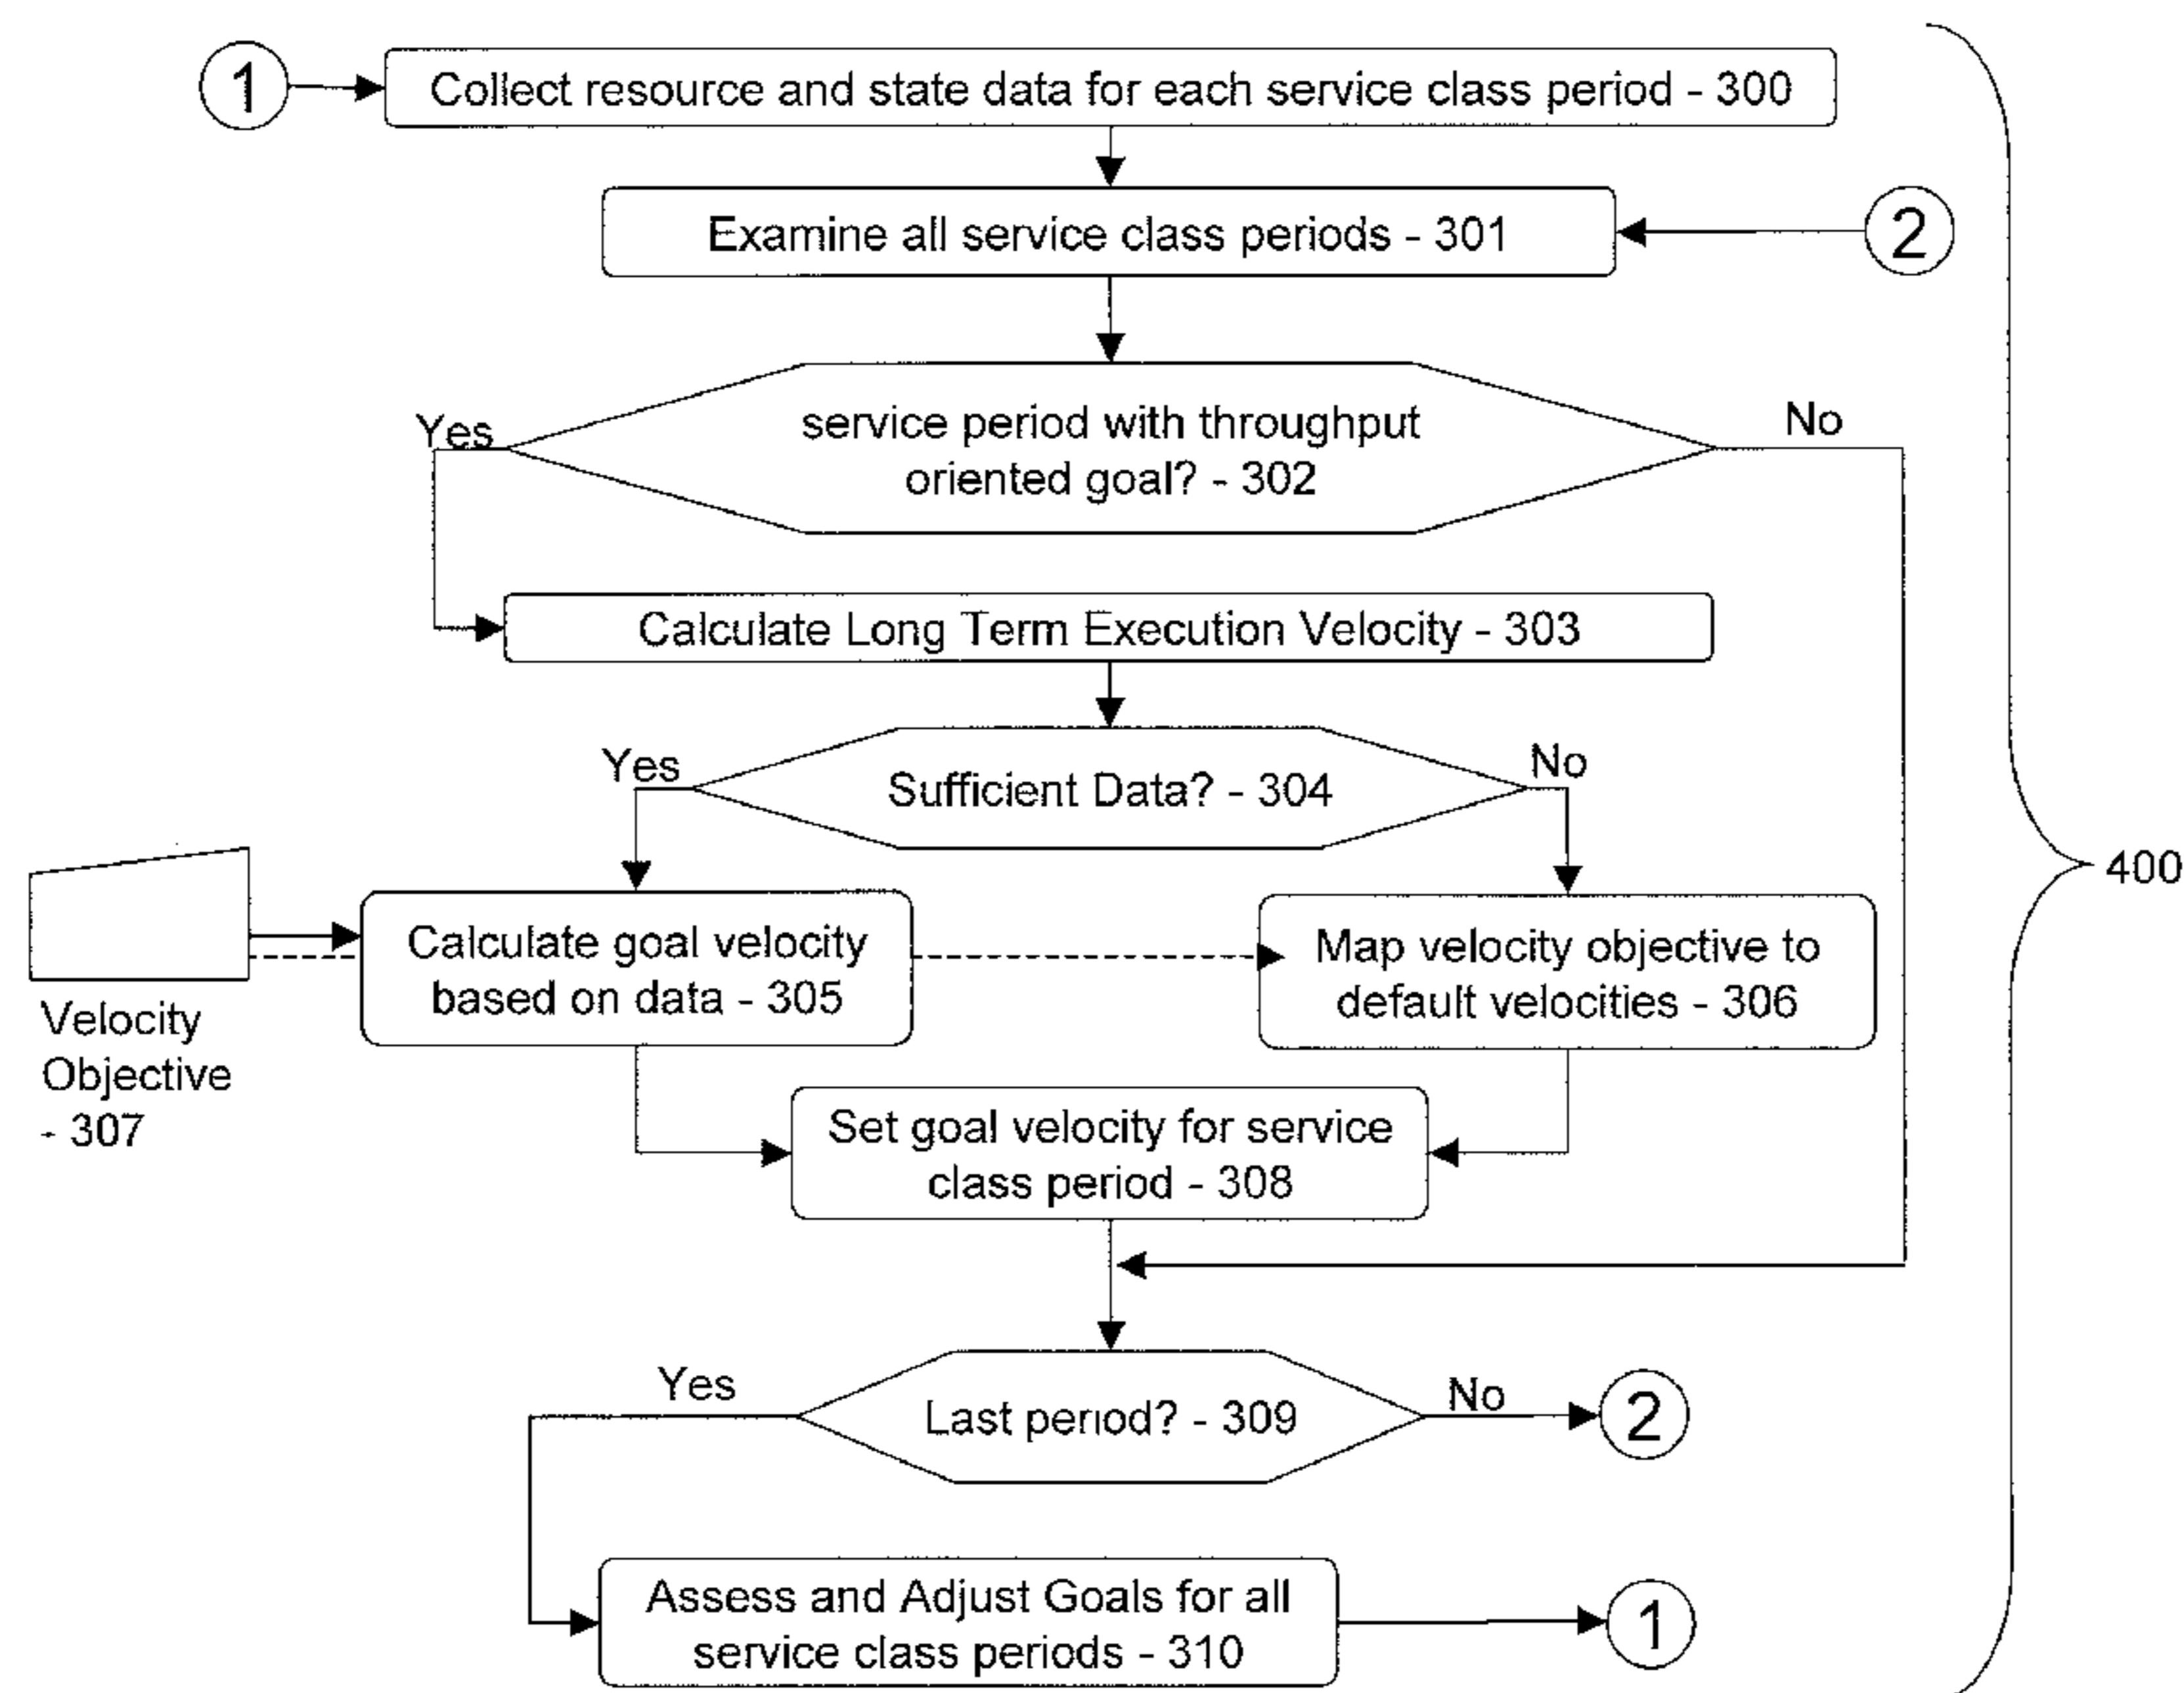 1
Collect resource and state data for each service class period - 300
Examine all service class periods - 301
2
service period with throughput
oriented goal? - 302
Yes
No
Calculate Long Term Execution Velocity - 303
Sufficient Data? - 304
Yes
No
400
Calculate goal velocity
based on data - 305
Map velocity objective to
default velocities - 306
Velocity
Objective
- 307
Set goal velocity for service
class period - 308
Last period? - 309
Yes
No
2
Assess and Adjust Goals for all
service class periods - 310
1